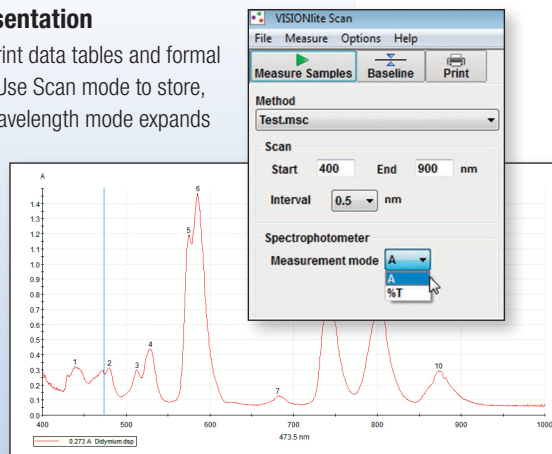 sentation
rint data tables and formal
Use Scan mode to store,
avelength mode expands
VISIONlite Scan
File Measure Options Help
Measure Samples Baseline Print
Method
Test.msc
Scan
Start 400 End 900 nm
Interval 0.5 nm
Spectrophotometer
Measurement mode A
A
%T
A
1.4
1.3
1.2
1.1
1.0
0.9
0.8
0.7
0.6
0.5
0.4
0.3
0.2
0.1
0.0
1 2 3 4 5 6 7 10
400 500 600 700 800 900 1000
473.5 nm
0.273 A Didymium.dsp